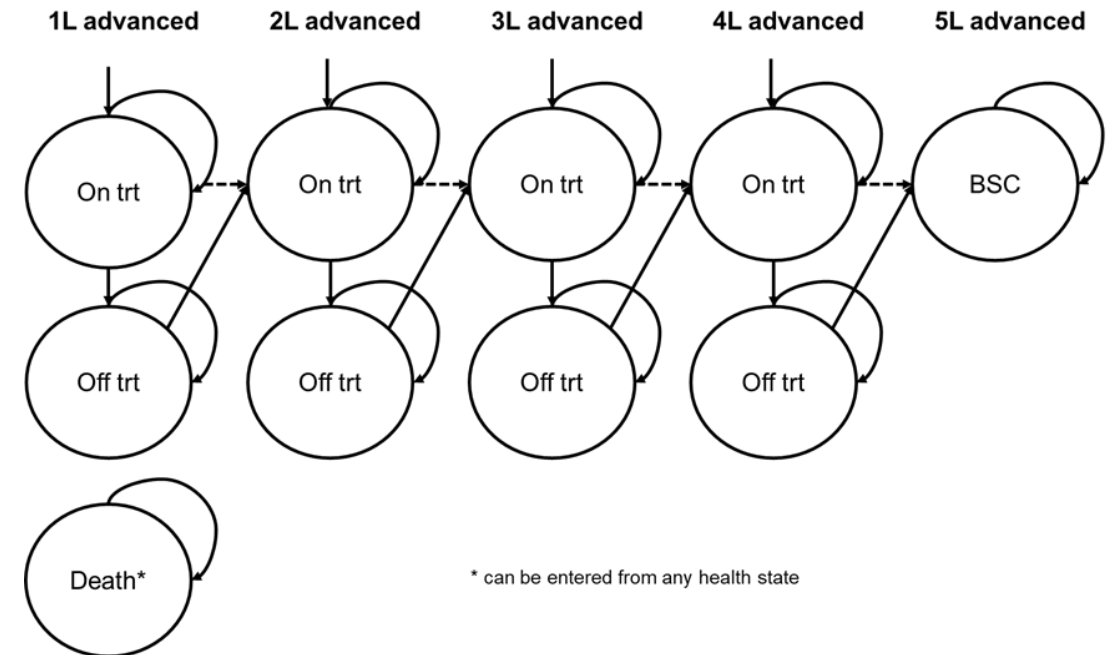 1L advanced 2L advanced 3L advanced 4L advanced 5L advanced
On trt On trt On trt On trt BSC
Off trt Off trt Off trt Off trt
Death*
* can be entered from any health state